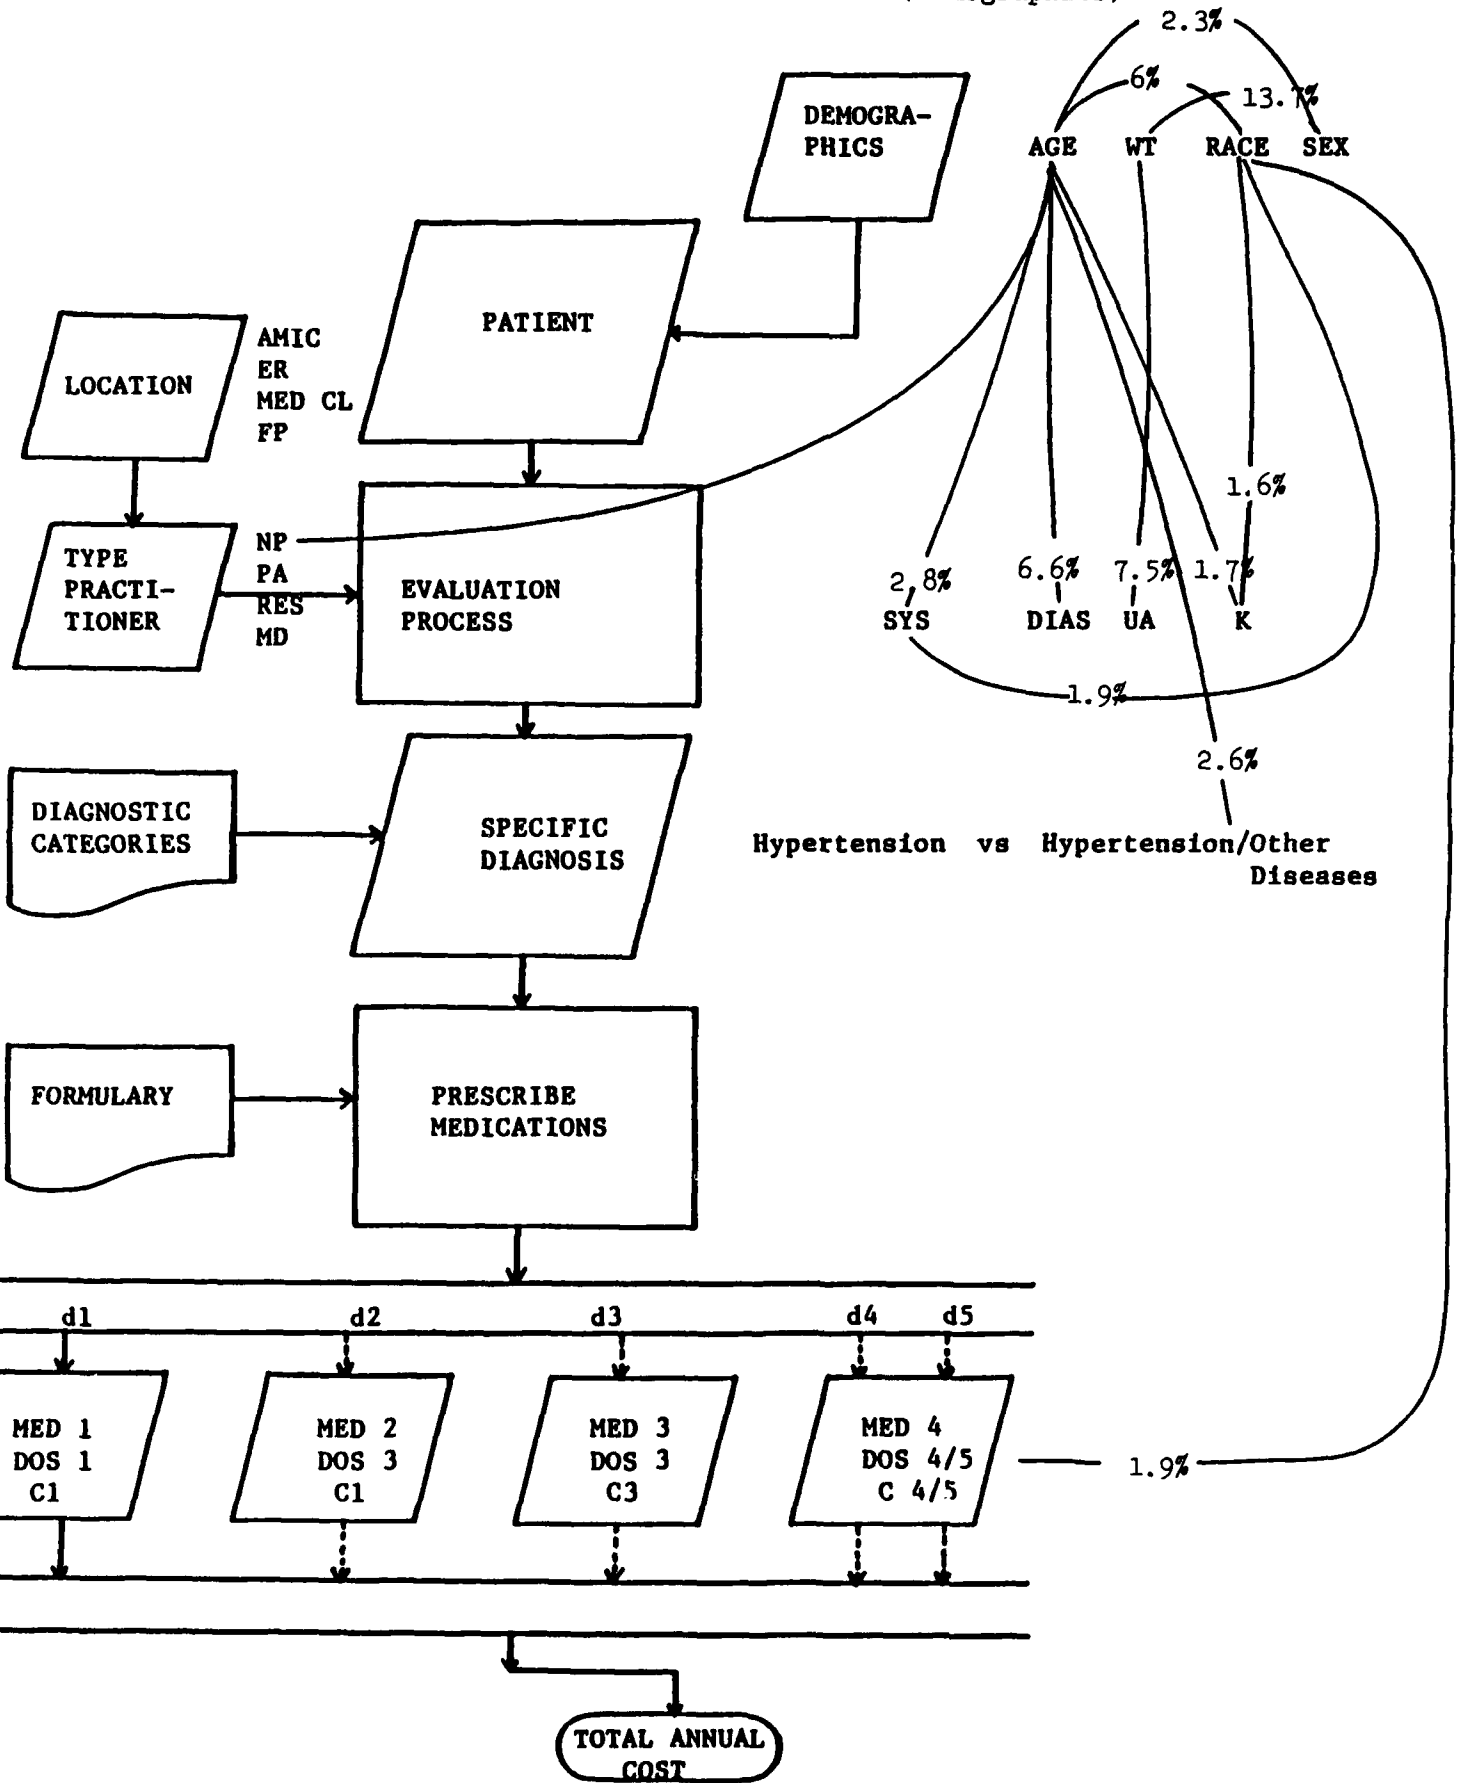 2.3%
6%
13.7%
DEMOGRA-
PHICS
AGE WT RACE SEX
PATIENT
LOCATION
AMIC
ER
MED CL
FP
1.6%
TYPE
PRACTI-
TIONER
NP
PA
RES
MD
EVALUATION
PROCESS
2.8% 6.6% 7.5% 1.7%
SYS DIAS UA K
1.9%
2.6%
DIAGNOSTIC
CATEGORIES
SPECIFIC
DIAGNOSIS
Hypertension vs Hypertension/Other
Diseases
FORMULARY
PRESCRIBE
MEDICATIONS
d1 d2 d3 d4 d5
MED 1
DOS 1
C1
MED 2
DOS 3
C1
MED 3
DOS 3
C3
MED 4
DOS 4/5
C 4/5
1.9%
TOTAL ANNUAL
COST